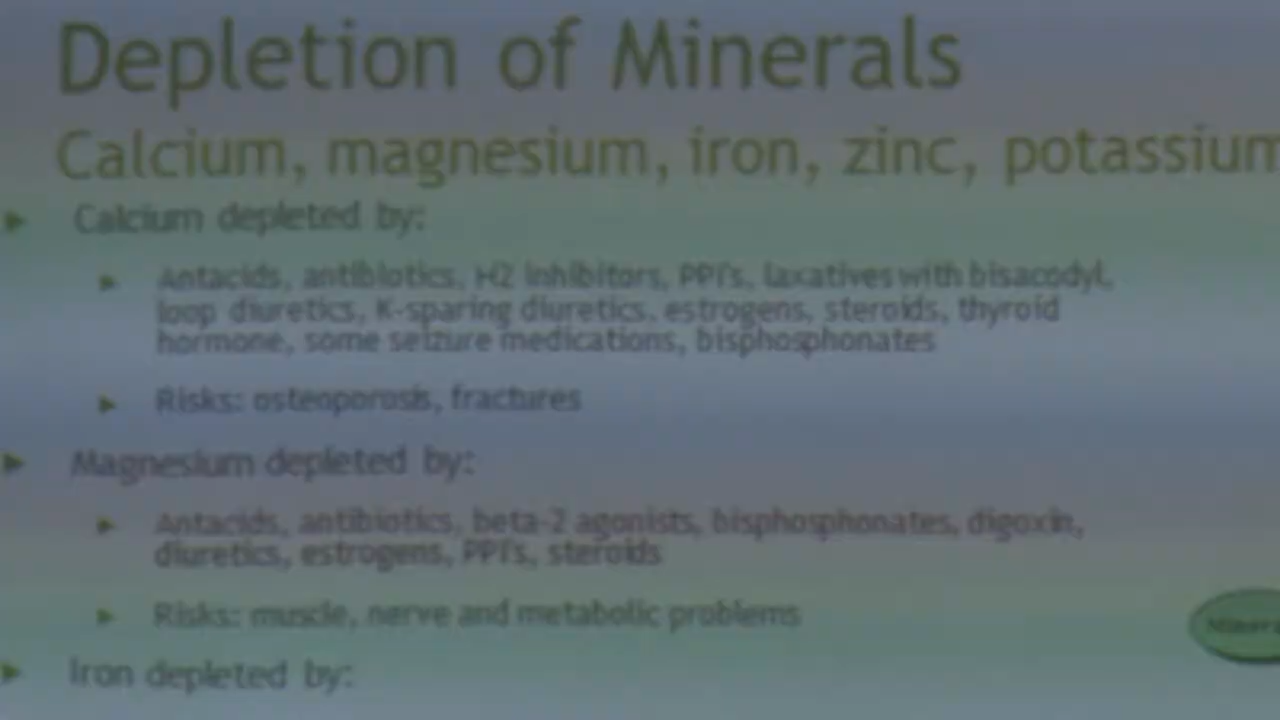 Depletion of Minerals
Calcium, magnesium, iron, zinc, potassium
Calcium depleted by:
Antacids, antibiotics, H2 inhibitors, PPI's, laxatives with bisacodyl,
loop diuretics, K-sparing diuretics. estrogens, steroids, thyroid
hormone, some seizure medications, bisphosphonates
Risks: osteoporosis, fractures
Magnesium depleted by:
Antacids, antibiotics, beta-2 agonists, bisphosphonates, digoxin,
diuretics, estrogens, PPI's, steroids
Risks: muscle, nerve and metabolic problems
Iron depleted by: